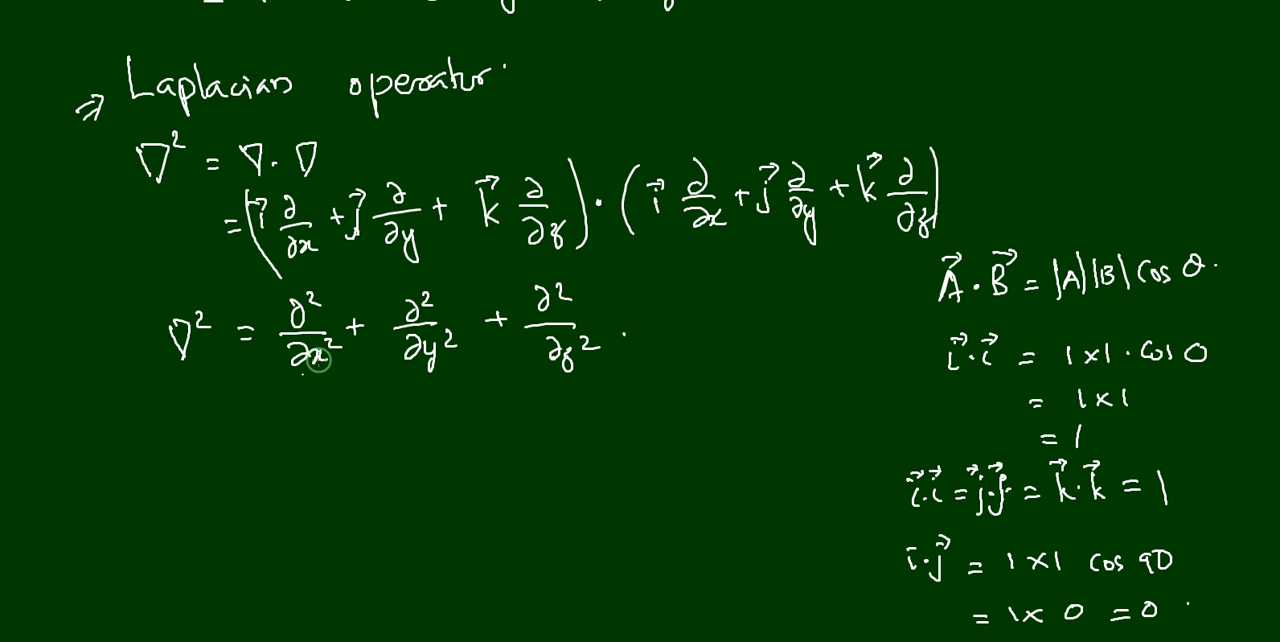 ⇒ Laplacian operator.
∇² = ∇ . ∇
= (i⃗ ∂/∂x + j⃗ ∂/∂y + k⃗ ∂/∂z) . (i⃗ ∂/∂x + j⃗ ∂/∂y + k⃗ ∂/∂z)
∇² = ∂²/∂x² + ∂²/∂y² + ∂²/∂z² .
A⃗ . B⃗ = |A| |B| cos θ .
i⃗ . i⃗ = 1 × 1 . cos 0
= 1 × 1
= 1
i⃗ . i⃗ = j⃗ . j⃗ = k⃗ . k⃗ = 1
i . j⃗ = 1 × 1 cos 90
= 1 × 0 = 0 .